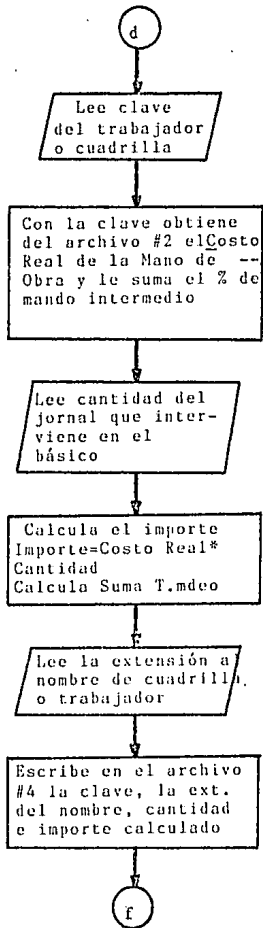 d
Lee clave
del trabajador
o cuadrilla
Con la clave obtiene
del archivo #2 el Costo
Real de la Mano de --
Obra y le suma el % de
mando intermedio
Lee cantidad del
jornal que inter-
viene en el
básico
Calcula el importe
Importe=Costo Real*
Cantidad
Calcula Suma T.mdeo
Lee la extensión a
nombre de cuadrilla
o trabajador
Escribe en el archivo
#4 la clave, la ext.
del nombre, cantidad
e importe calculado
f